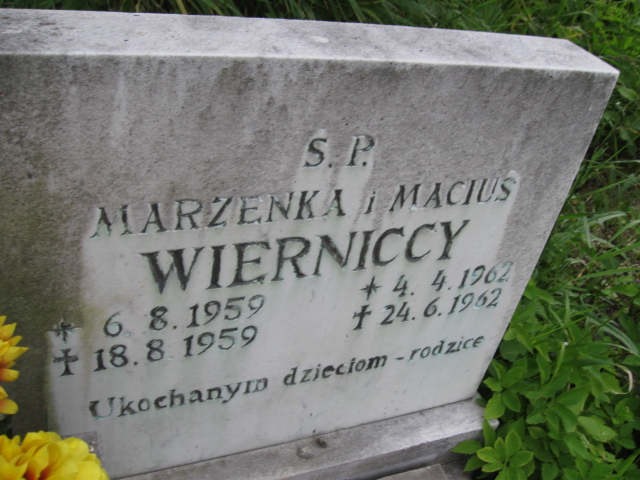 Ś. P.
MARZENKA i MACIUŚ
WIERNICCY
* 6 8. 1959 * 4. 4. 1962
✝ 18. 8 1959 ✝ 24. 6. 1962
Ukochanym dzieciom - rodzice